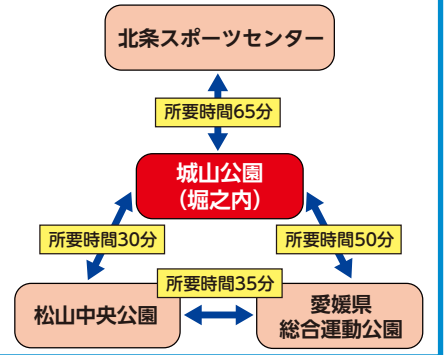 北条スポーツセンター
所要時間65分
城山公園
（堀之内）
所要時間30分
所要時間50分
所要時間35分
松山中央公園
愛媛県
総合運動公園